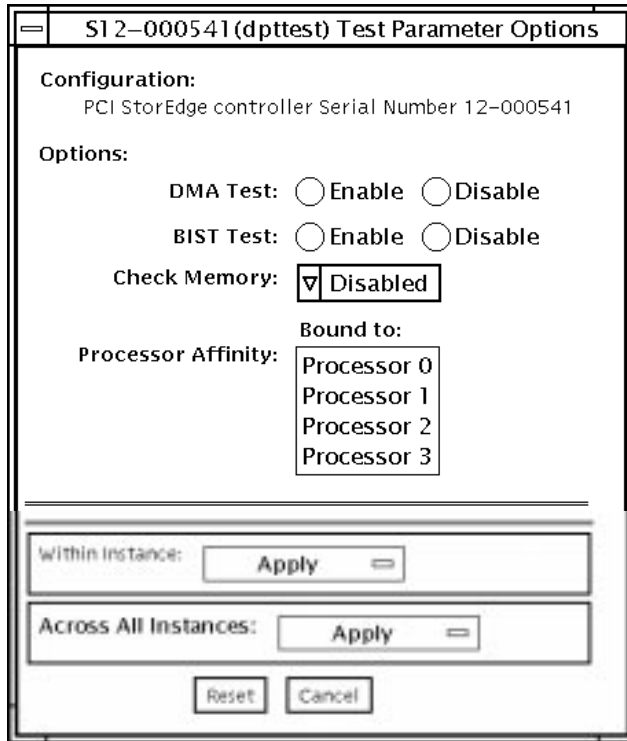 S12–000541(dpttest) Test Parameter Options
Configuration:
PCI StorEdge controller Serial Number 12–000541
Options:
DMA Test: Enable Disable
BIST Test: Enable Disable
Check Memory: Disabled
Bound to:
Processor Affinity:
Processor 0
Processor 1
Processor 2
Processor 3
Within Instance: Apply
Across All Instances: Apply
Reset Cancel